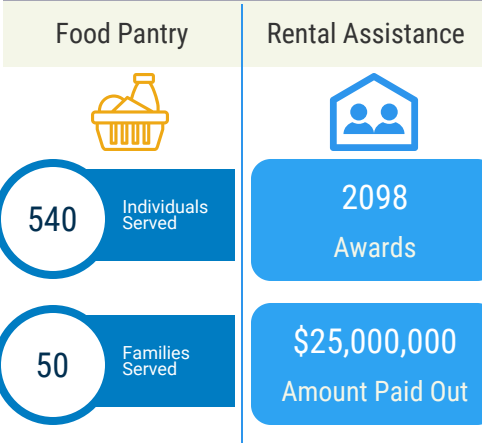 Food Pantry
540
Individuals
Served
50
Families
Served
Rental Assistance
2098
Awards
$25,000,000
Amount Paid Out